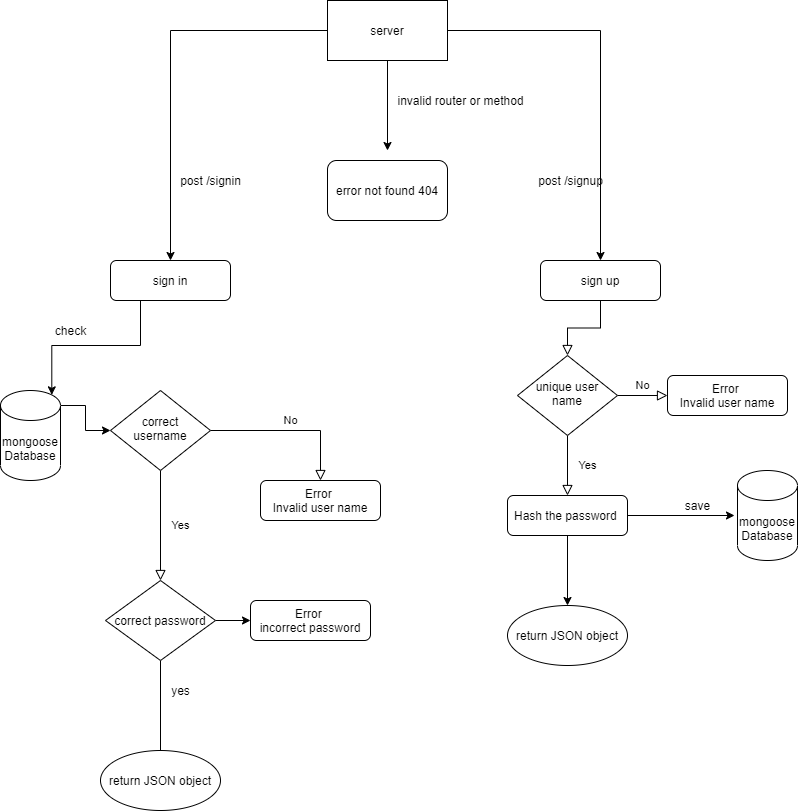 server
invalid router or method
post /signin
error not found 404
post /signup
sign in
sign up
check
mongoose
Database
correct
username
No
Error
Invalid user name
unique user
name
No
Error
Invalid user name
Yes
Hash the password
save
mongoose
Database
Yes
correct password
Error
incorrect password
return JSON object
yes
return JSON object